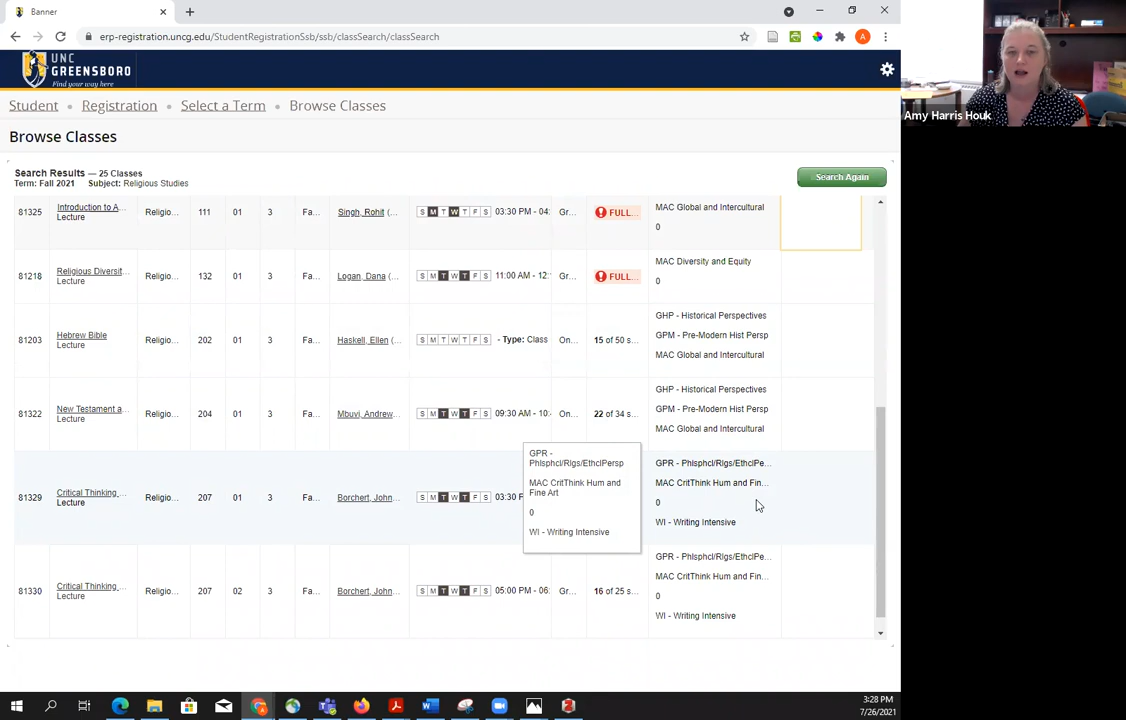 Banner
erp-registration.uncg.edu/StudentRegistrationSsb/ssb/classSearch/classSearch
A
UNC
GREENSBORO
Find your way here
Student • Registration • Select a Term • Browse Classes
Browse Classes
Search Results — 25 Classes
Term: Fall 2021 Subject: Religious Studies
Search Again
81325 Introduction to A... Lecture Religio... 111 01 3 Fa... Singh, Rohit (... S M T W T F S 03:30 PM - 04: Gr... FULL... MAC Global and Intercultural
0
81218 Religious Diversit... Lecture Religio... 132 01 3 Fa... Logan, Dana (... S M T W T F S 11:00 AM - 12: Gr... FULL... MAC Diversity and Equity
0
81203 Hebrew Bible Lecture Religio... 202 01 3 Fa... Haskell, Ellen (... S M T W T F S - Type: Class On... 15 of 50 s... GHP - Historical Perspectives
GPM - Pre-Modern Hist Persp
MAC Global and Intercultural
81322 New Testament a... Lecture Religio... 204 01 3 Fa... Mbuvi, Andrew... S M T W T F S 09:30 AM - 10: On... 22 of 34 s... GHP - Historical Perspectives
GPM - Pre-Modern Hist Persp
MAC Global and Intercultural
81329 Critical Thinking ... Lecture Religio... 207 01 3 Fa... Borchert, John... S M T W T F S 03:30 P
GPR -
Phlsphcl/Rlgs/EthclPersp
MAC CritThink Hum and
Fine Art
0
WI - Writing Intensive
GPR - Phlsphcl/Rlgs/EthclPe...
MAC CritThink Hum and Fin...
0
WI - Writing Intensive
81330 Critical Thinking ... Lecture Religio... 207 02 3 Fa... Borchert, John... S M T W T F S 05:00 PM - 06: Gr... 16 of 25 s... GPR - Phlsphcl/Rlgs/EthclPe...
MAC CritThink Hum and Fin...
0
WI - Writing Intensive
Amy Harris Houk
3:28 PM
7/26/2021